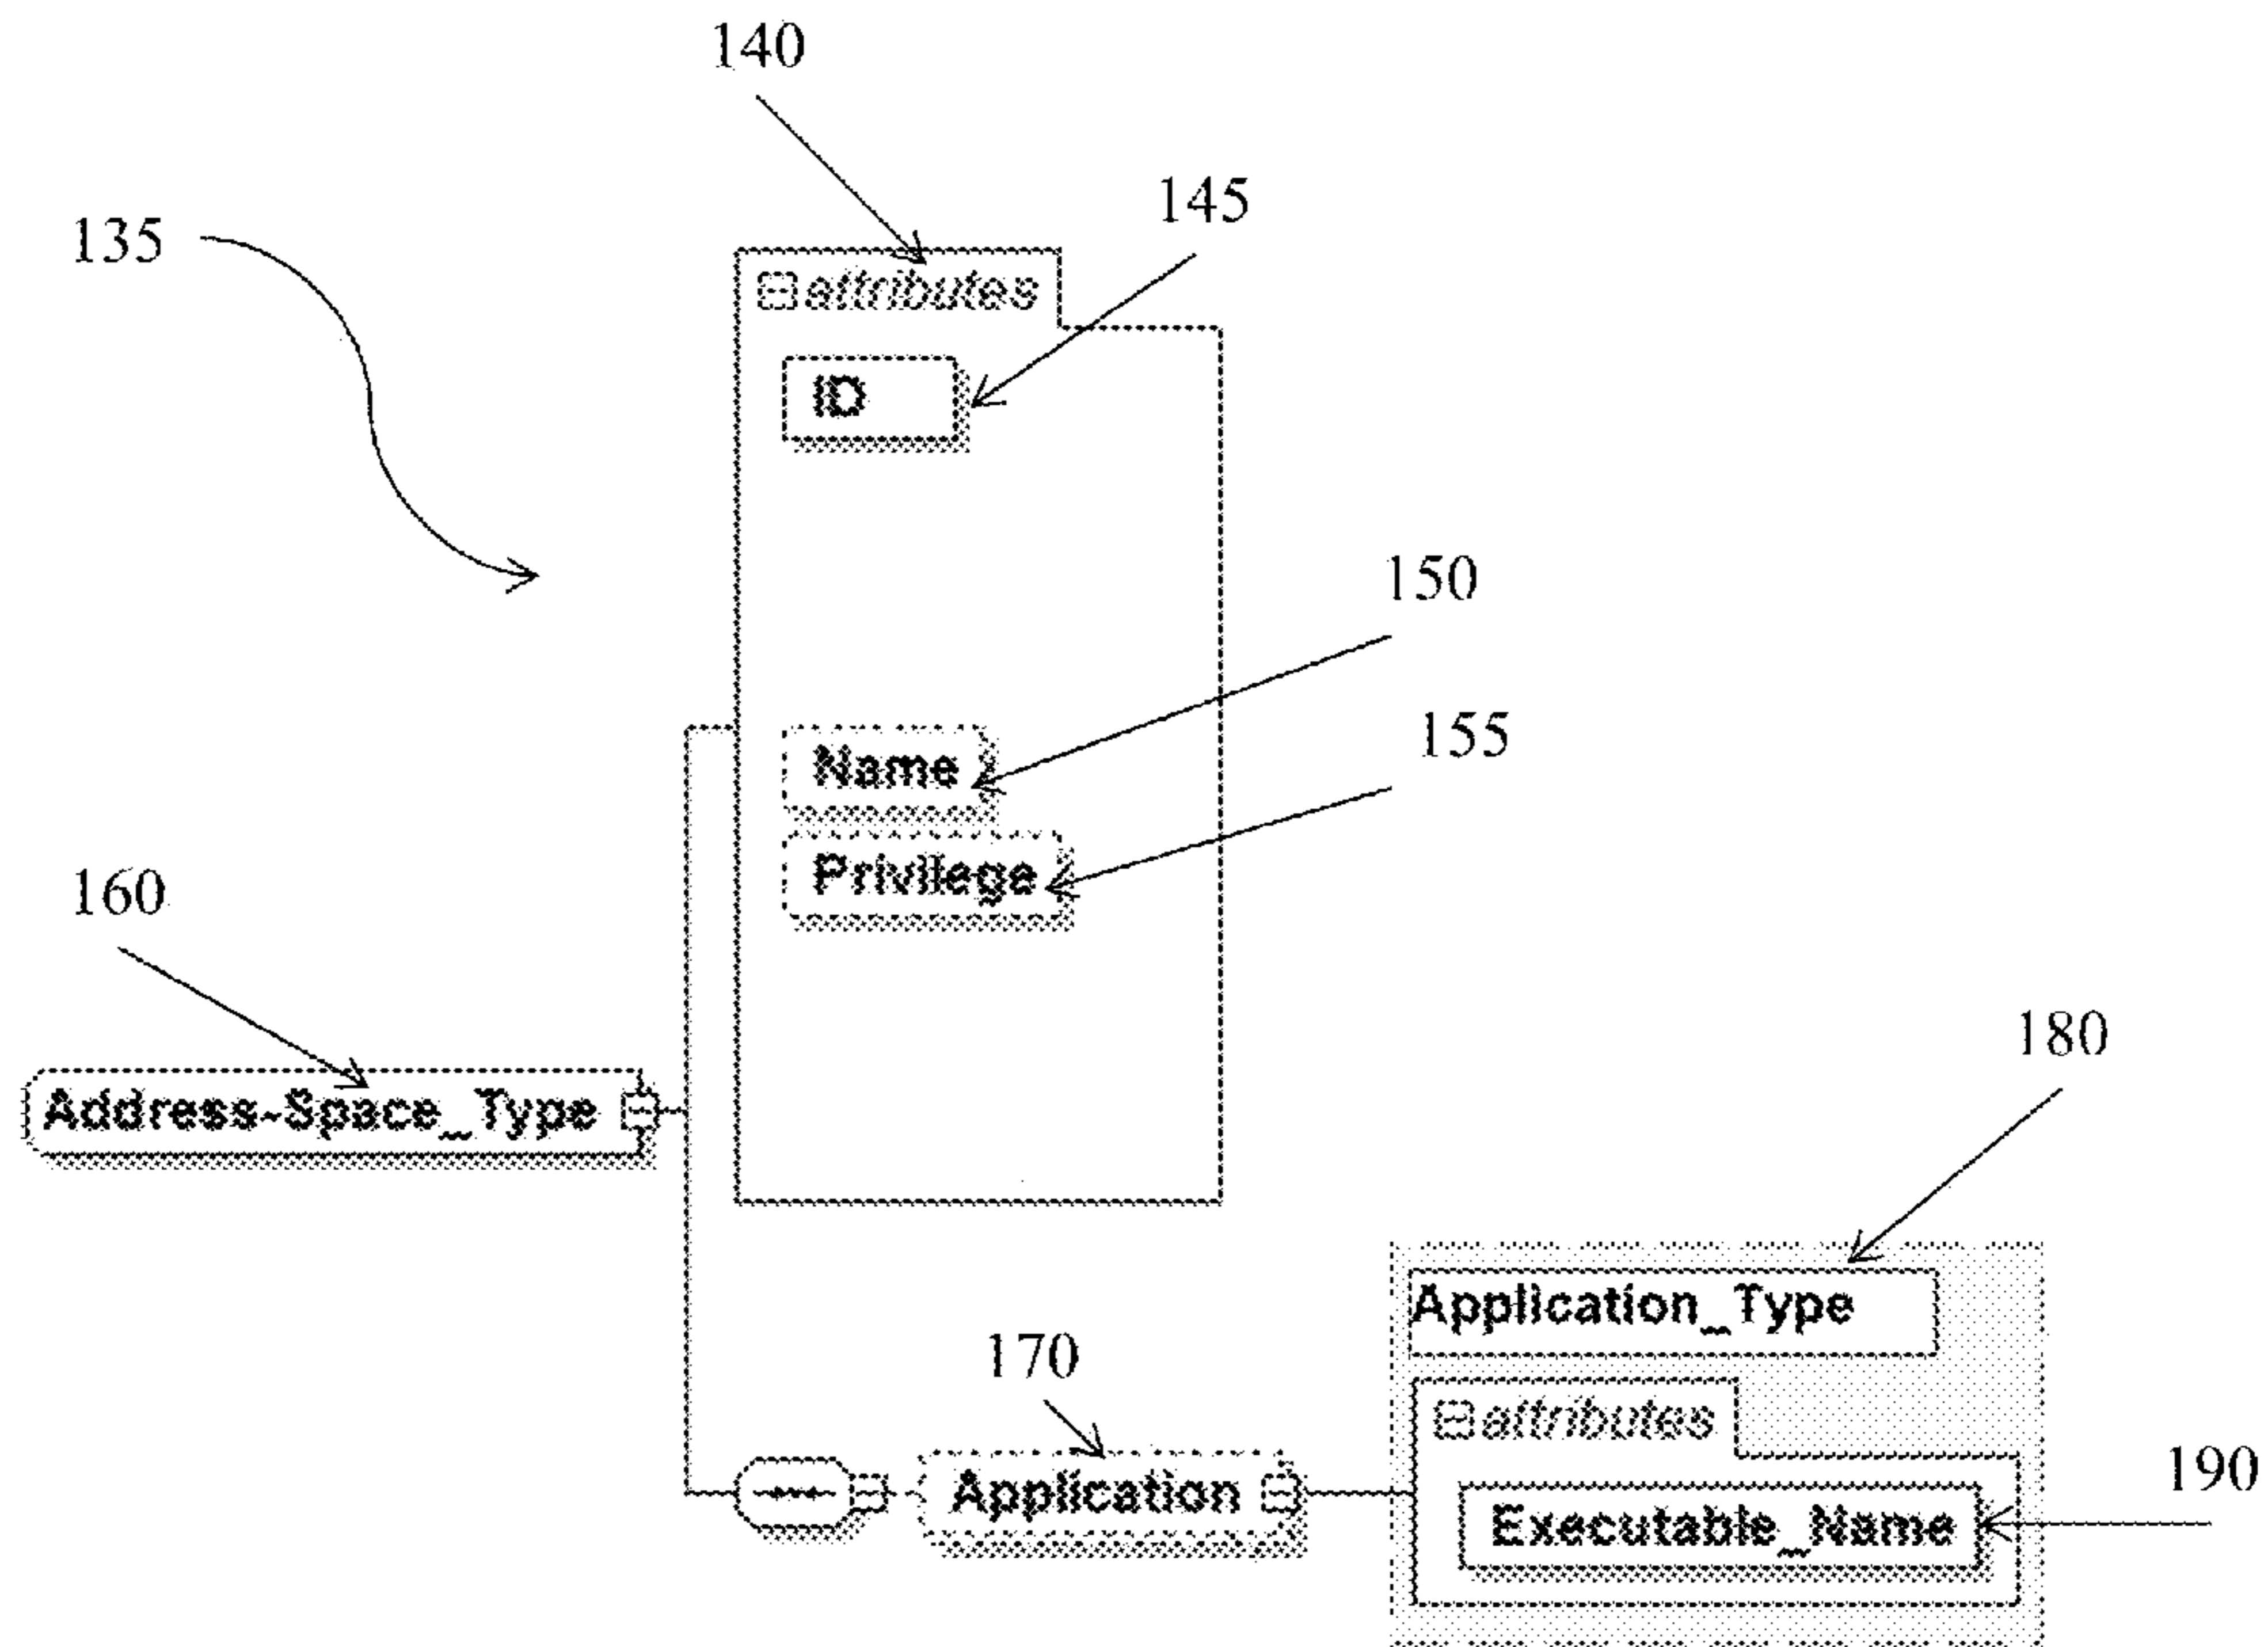 140
145
135
attributes
ID
150
Name
155
Privilege
160
Address-Space_Type
180
Application_Type
170
attributes
190
Application
Executable_Name